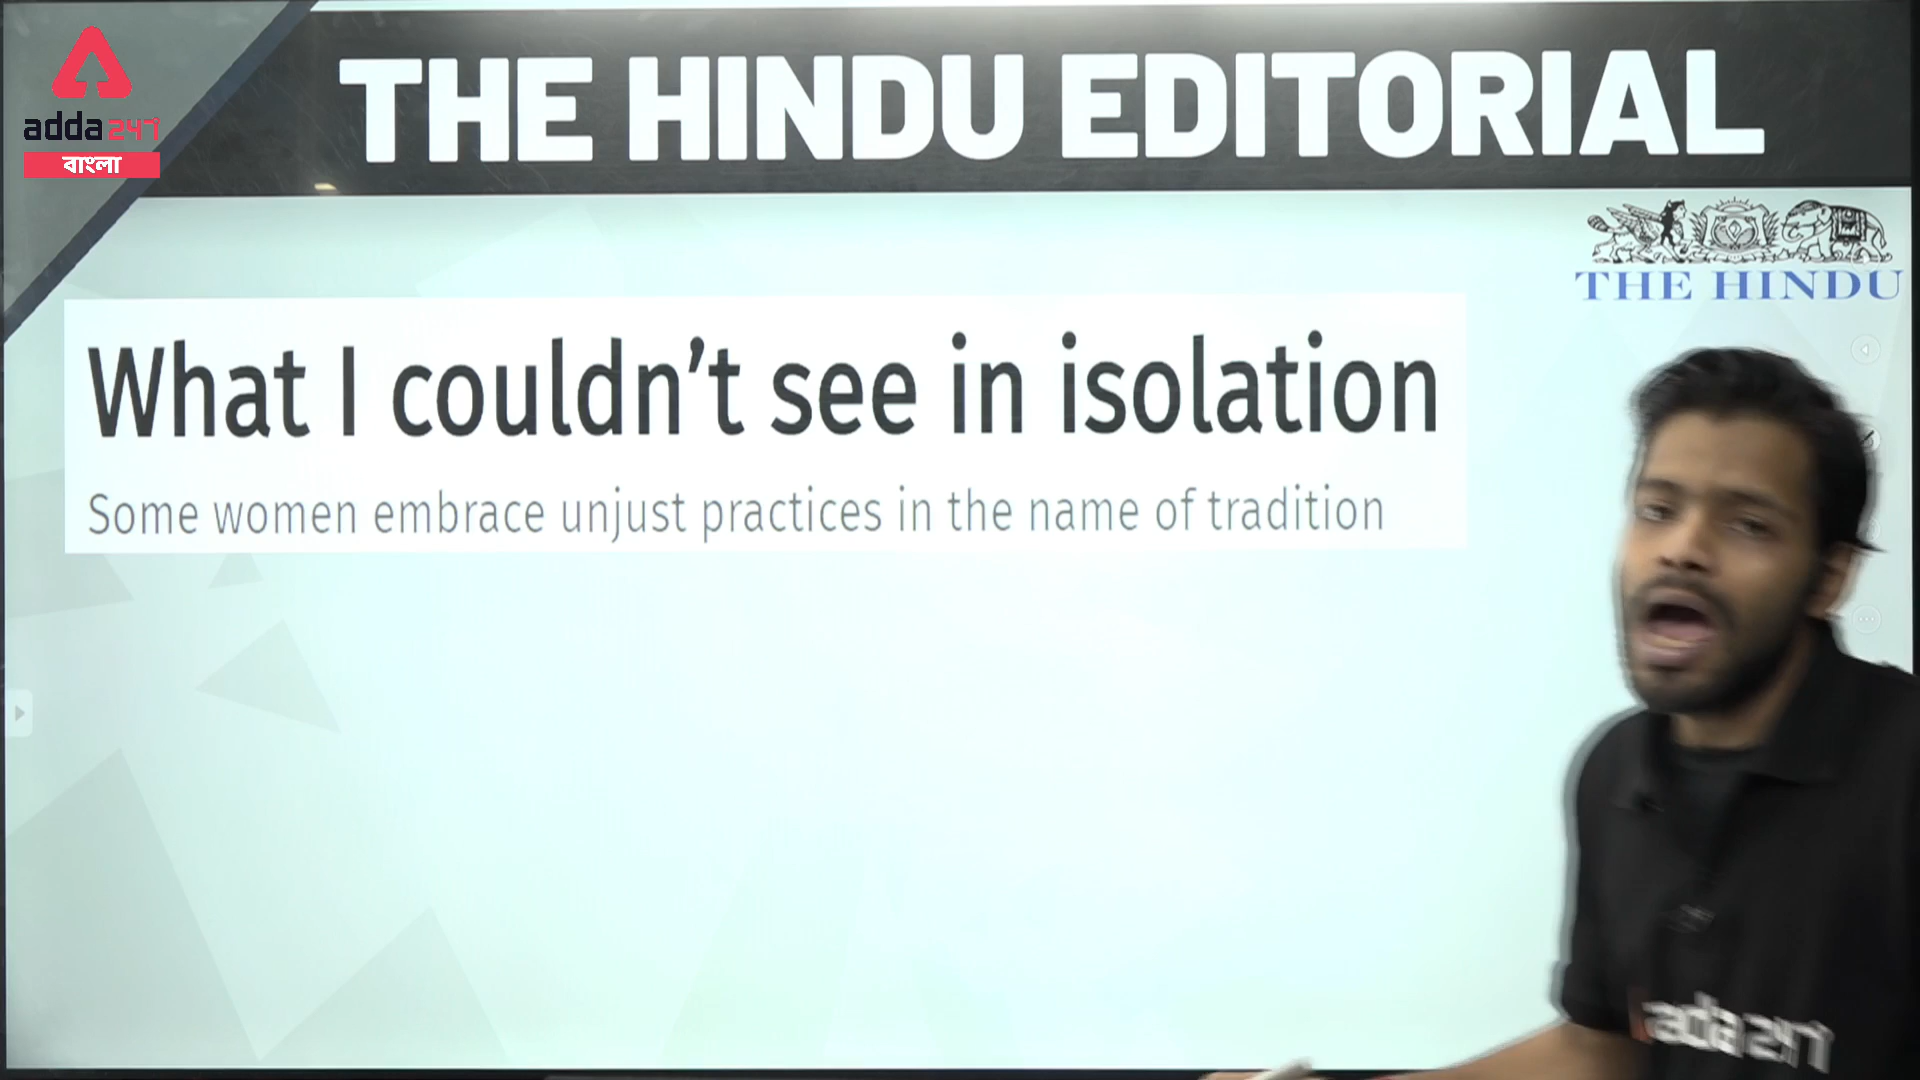 adda247
বাংলা
THE HINDU EDITORIAL
THE HINDU
What I couldn't see in isolation
Some women embrace unjust practices in the name of tradition
adda247